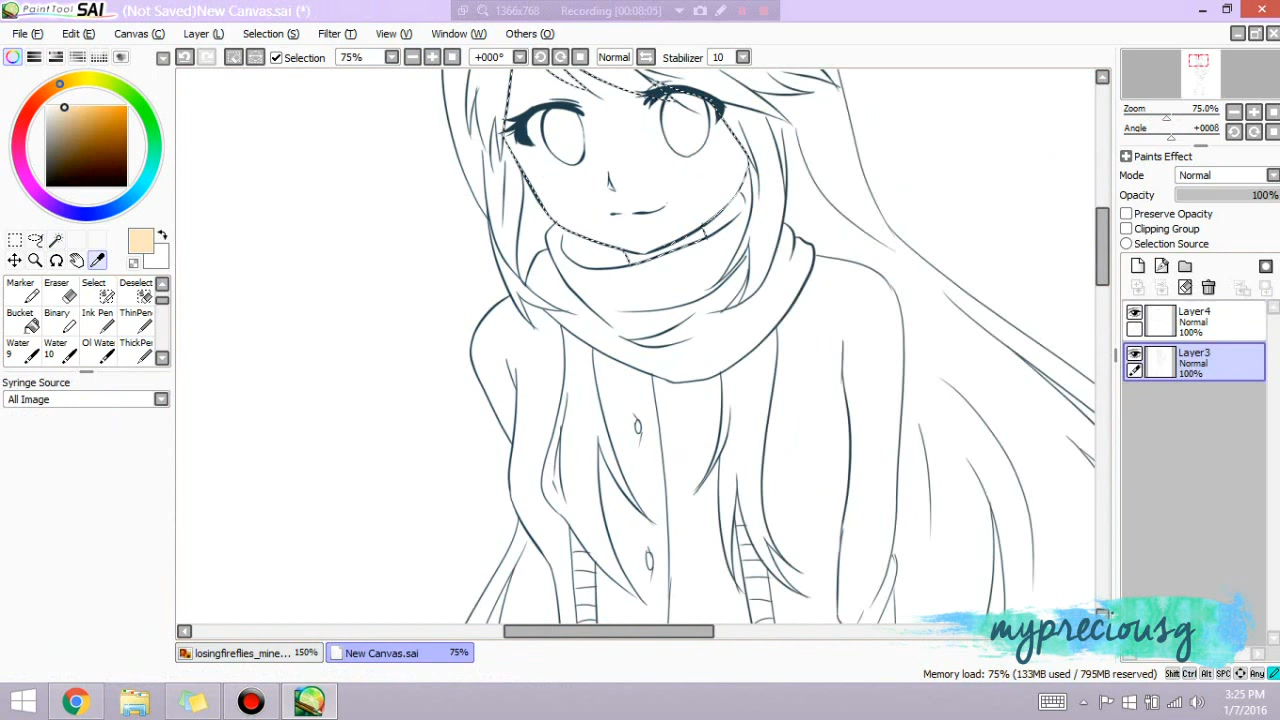 PaintTool SAI (Not Saved)New Canvas.sai (*)
1366x768 Recording [00:08:05]
File (F) Edit (E) Canvas (C) Layer (L) Selection (S) Filter (T) View (V) Window (W) Others (O)
Selection 75% +000° Normal Stabilizer 10
Zoom 75.0%
Angle +000δ
Paints Effect
Mode Normal
Opacity 100%
Preserve Opacity
Clipping Group
Selection Source
Marker Eraser Select Deselect
Bucket Binary Ink Pen ThinPen
Water 9 Water 10 Ol Water ThickPer
Syringe Source
All Image
Layer4
Normal
100%
Layer3
Normal
100%
mypreciousg
losingfireflies_mine... 150% New Canvas.sai 75%
Memory load: 75% (133MB used / 795MB reserved) Shift Ctrl Alt SPC Any
3:25 PM
1/7/2016